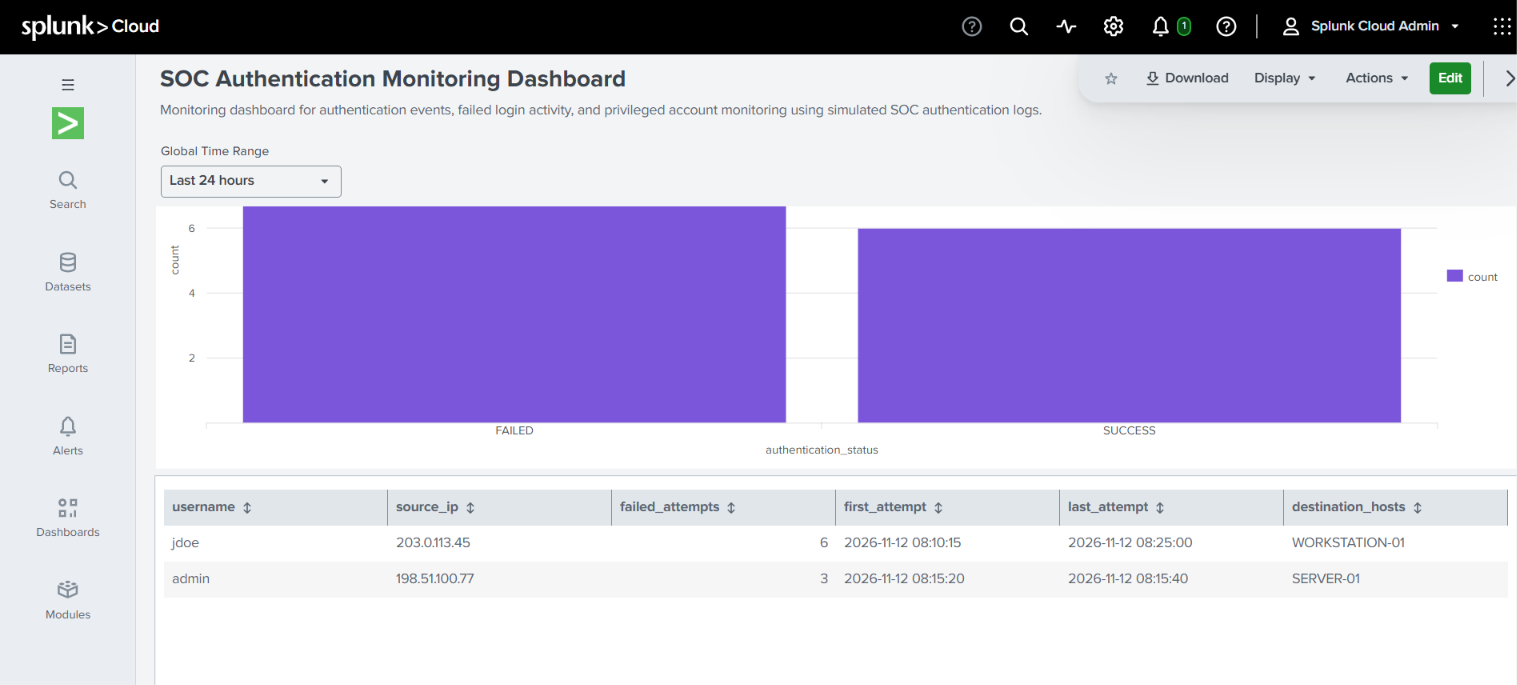 splunk>Cloud
1
Splunk Cloud Admin
SOC Authentication Monitoring Dashboard
Download Display Actions Edit
Monitoring dashboard for authentication events, failed login activity, and privileged account monitoring using simulated SOC authentication logs.
Global Time Range
Last 24 hours
Search
Datasets
Reports
Alerts
Dashboards
Modules
6
4
2
count
FAILED SUCCESS
authentication_status
count
username source_ip failed_attempts first_attempt last_attempt destination_hosts
jdoe 203.0.113.45 6 2026-11-12 08:10:15 2026-11-12 08:25:00 WORKSTATION-01
admin 198.51.100.77 3 2026-11-12 08:15:20 2026-11-12 08:15:40 SERVER-01